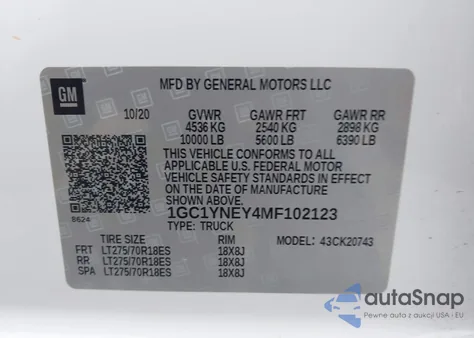 GM
MFD BY GENERAL MOTORS LLC
10/20 GVWR GAWR FRT GAWR RR
4536 KG 2540 KG 2898 KG
10000 LB 5600 LB 6390 LB
THIS VEHICLE CONFORMS TO ALL
APPLICABLE U.S. FEDERAL MOTOR
VEHICLE SAFETY STANDARDS IN
EFFECT ON THE DATE OF MANUFACTURE
SHOWN ABOVE.
8624
1GC1YNEY4MF102123
TYPE: TRUCK
TIRE SIZE RIM MODEL: 43CK20743
FRT LT275/70R18ES 18X8J
RR LT275/70R18ES 18X8J
SPA LT275/70R18ES 18X8J
autoSnap
Pewne auta z aukcji USA - EU